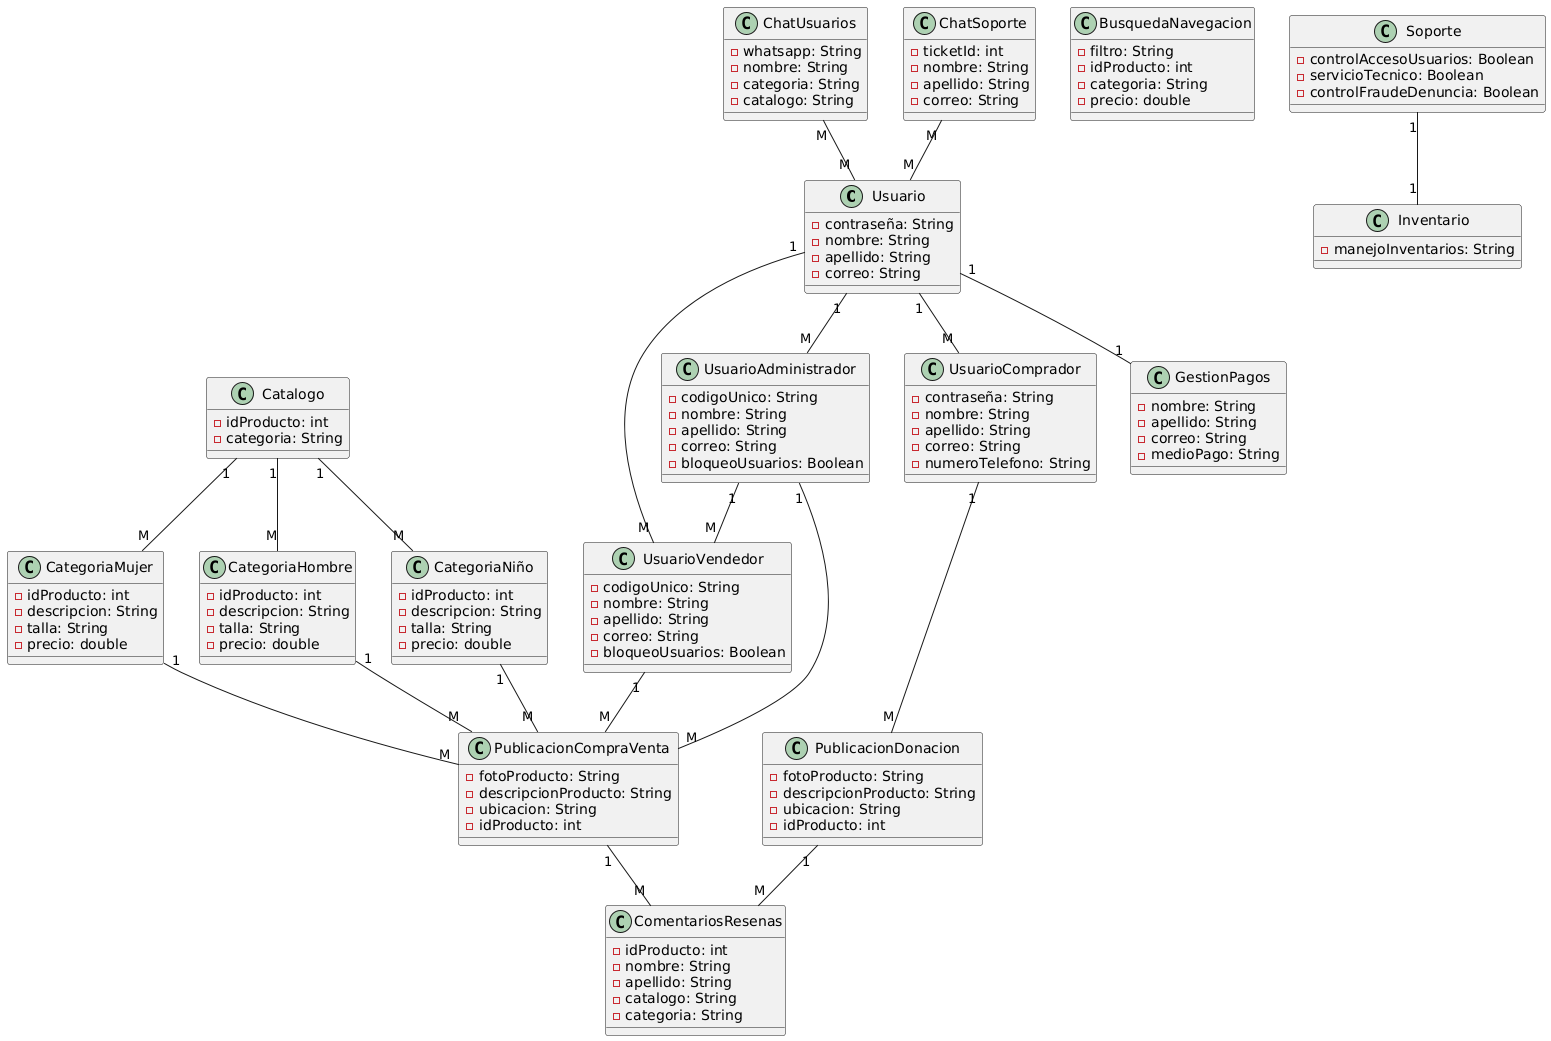 ChatUsuarios
whatsapp: String
nombre: String
categoria: String
catalogo: String
ChatSoporte
ticketId: int
nombre: String
apellido: String
correo: String
BusquedaNavegacion
filtro: String
idProducto: int
categoria: String
precio: double
Soporte
controlAccesoUsuarios: Boolean
servicioTecnico: Boolean
controlFraudeDenuncia: Boolean
M
M
M
M
1
1
Usuario
contraseña: String
nombre: String
apellido: String
correo: String
Inventario
manejoInventarios: String
1
1
1
1
M
M
M
1
Catalogo
idProducto: int
categoria: String
UsuarioAdministrador
codigoUnico: String
nombre: String
apellido: String
correo: String
bloqueoUsuarios: Boolean
UsuarioComprador
contraseña: String
nombre: String
apellido: String
correo: String
numeroTelefono: String
GestionPagos
nombre: String
apellido: String
correo: String
medioPago: String
1
1
1
M
M
M
1
1
1
M
CategoriaMujer
idProducto: int
descripcion: String
talla: String
precio: double
CategoriaHombre
idProducto: int
descripcion: String
talla: String
precio: double
CategoriaNiño
idProducto: int
descripcion: String
talla: String
precio: double
UsuarioVendedor
codigoUnico: String
nombre: String
apellido: String
correo: String
bloqueoUsuarios: Boolean
1
1
1
1
M
M
M
M
M
M
PublicacionCompraVenta
fotoProducto: String
descripcionProducto: String
ubicacion: String
idProducto: int
PublicacionDonacion
fotoProducto: String
descripcionProducto: String
ubicacion: String
idProducto: int
1
1
M
M
ComentariosResenas
idProducto: int
nombre: String
apellido: String
catalogo: String
categoria: String